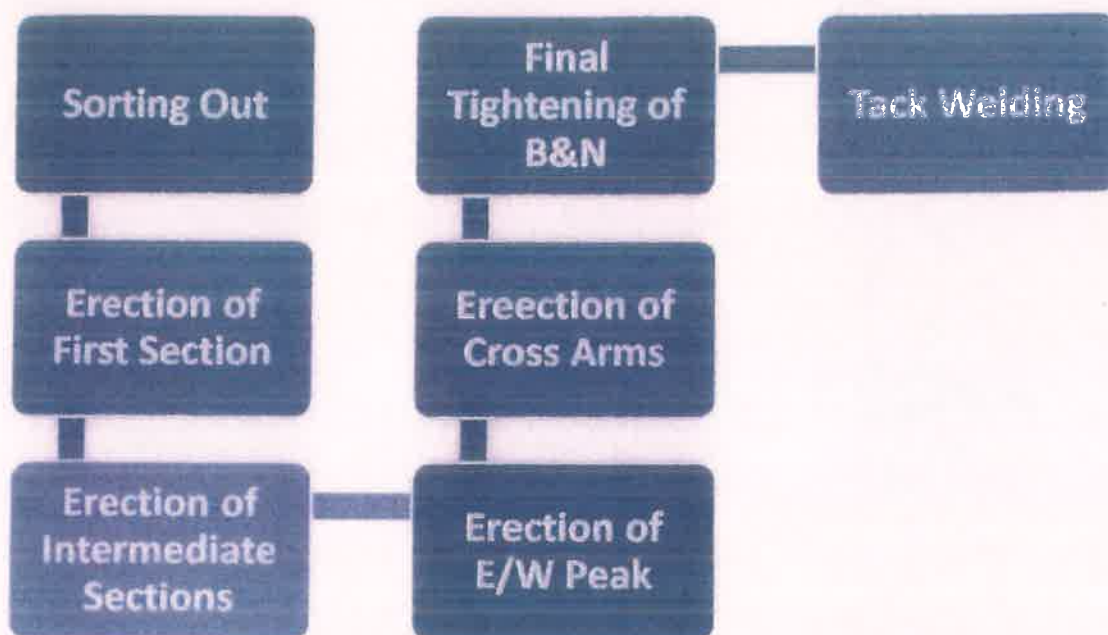 Sorting Out
Erection of
First Section
Erection of
Intermediate
Sections
Erection of
E/W Peak
Ereection of
Cross Arms
Final
Tightening of
B&N
Tack Welding